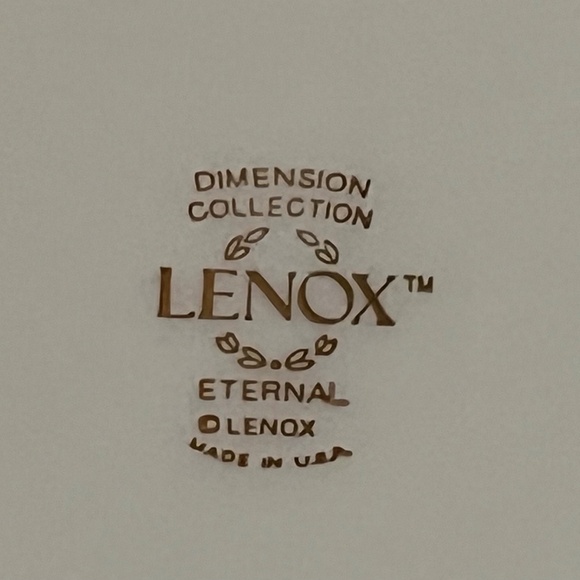 DIMENSION
COLLECTION
LENOX™
ETERNAL
© LENOX
MADE IN U.S.A.